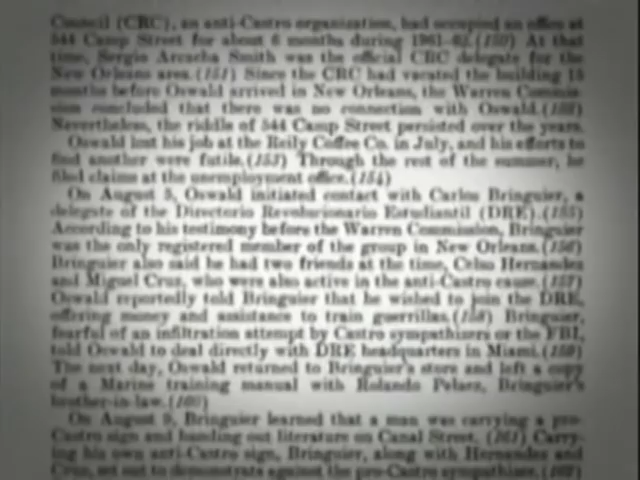 Council (CRC), an anti-Castro organization, had occupied an office at
544 Camp Street for about 6 months during 1961-62.(150) At that
time, Sergio Arcacha Smith was the official CRC delegate for the
New Orleans area.(151) Since the CRC had vacated the building 15
months before Oswald arrived in New Orleans, the Warren Commis-
sion concluded that there was no connection with Oswald.(152)
Nevertheless, the riddle of 544 Camp Street persisted over the years.
Oswald lost his job at the Reily Coffee Co. in July, and his efforts to
find another were futile.(153) Through the rest of the summer, he
filed claims at the unemployment office.(154)
On August 5, Oswald initiated contact with Carlos Bringuier, a
delegate of the Directorio Revolucionario Estudiantil (DRE).(155)
According to his testimony before the Warren Commission, Bringuier
was the only registered member of the group in New Orleans.(156)
Bringuier also said he had two friends at the time, Celso Hernandez
and Miguel Cruz, who were also active in the anti-Castro cause.(157)
Oswald reportedly told Bringuier that he wished to join the DRE,
offering money and assistance to train guerrillas.(158) Bringuier,
fearful of an infiltration attempt by Castro sympathizers or the FBI,
told Oswald to deal directly with DRE headquarters in Miami.(159)
The next day, Oswald returned to Bringuier's store and left a copy
of a Marine training manual with Rolando Pelaez, Bringuier's
brother-in-law.(160)
On August 9, Bringuier learned that a man was carrying a pro-
Castro sign and handing out literature on Canal Street. (161) Carry-
ing his own anti-Castro sign, Bringuier, along with Hernandez and
Cruz, set out to demonstrate against the pro-Castro sympathizer.(162)